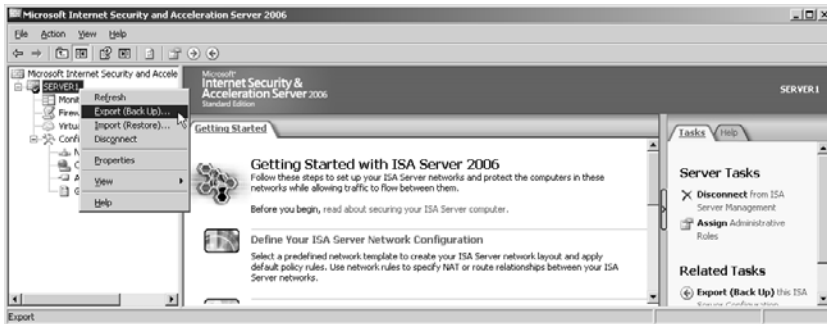 Microsoft Internet Security and Acceleration Server 2006
File Action View Help
Microsoft Internet Security and Accele
SERVER1
Monit
Firew
Virtua
Confi
N
C
A
G
Refresh
Export (Back Up)...
Import (Restore)...
Disconnect
Properties
View
Help
Microsoft
Internet Security &
Acceleration Server 2006
Standard Edition
SERVER1
Getting Started
Getting Started with ISA Server 2006
Follow these steps to set up your ISA Server networks and protect the computers in these
networks while allowing traffic to flow between them.
Before you begin, read about securing your ISA Server computer.
Define Your ISA Server Network Configuration
Select a predefined network template to create your ISA Server network layout and apply
default policy rules. Use network rules to specify NAT or route relationships between your ISA
Server networks.
Tasks Help
Server Tasks
Disconnect from ISA
Server Management
Assign Administrative
Roles
Related Tasks
Export (Back Up) this ISA
Server Configuration
Export